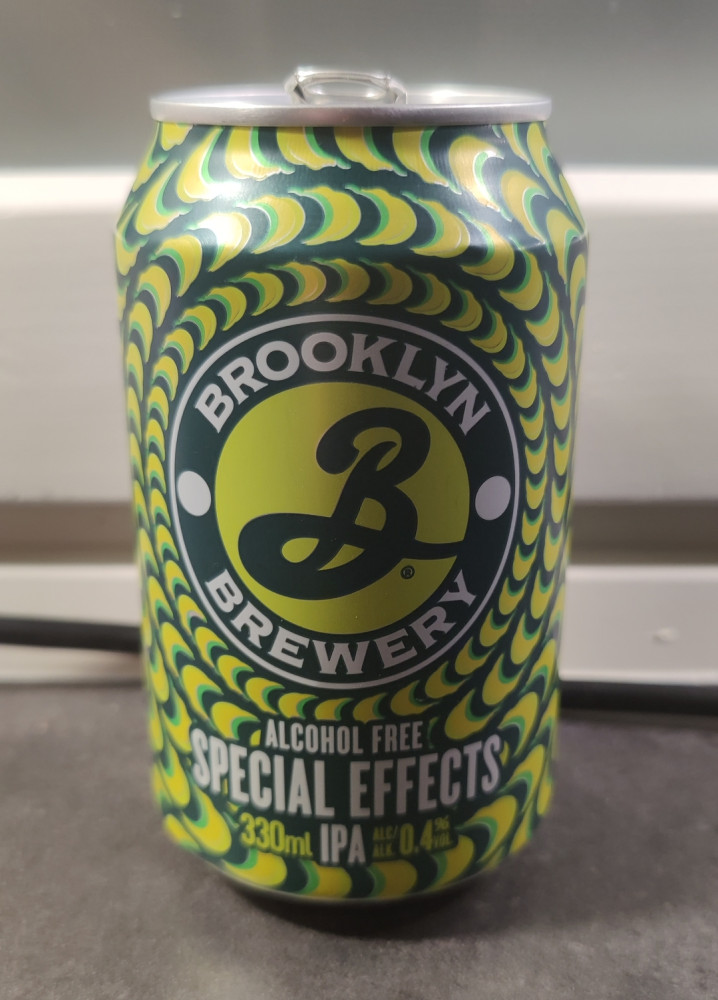 BROOKLYN
B®
BREWERY
ALCOHOL FREE
SPECIAL EFFECTS
330ml IPA ALC/ALK 0.4% VOL